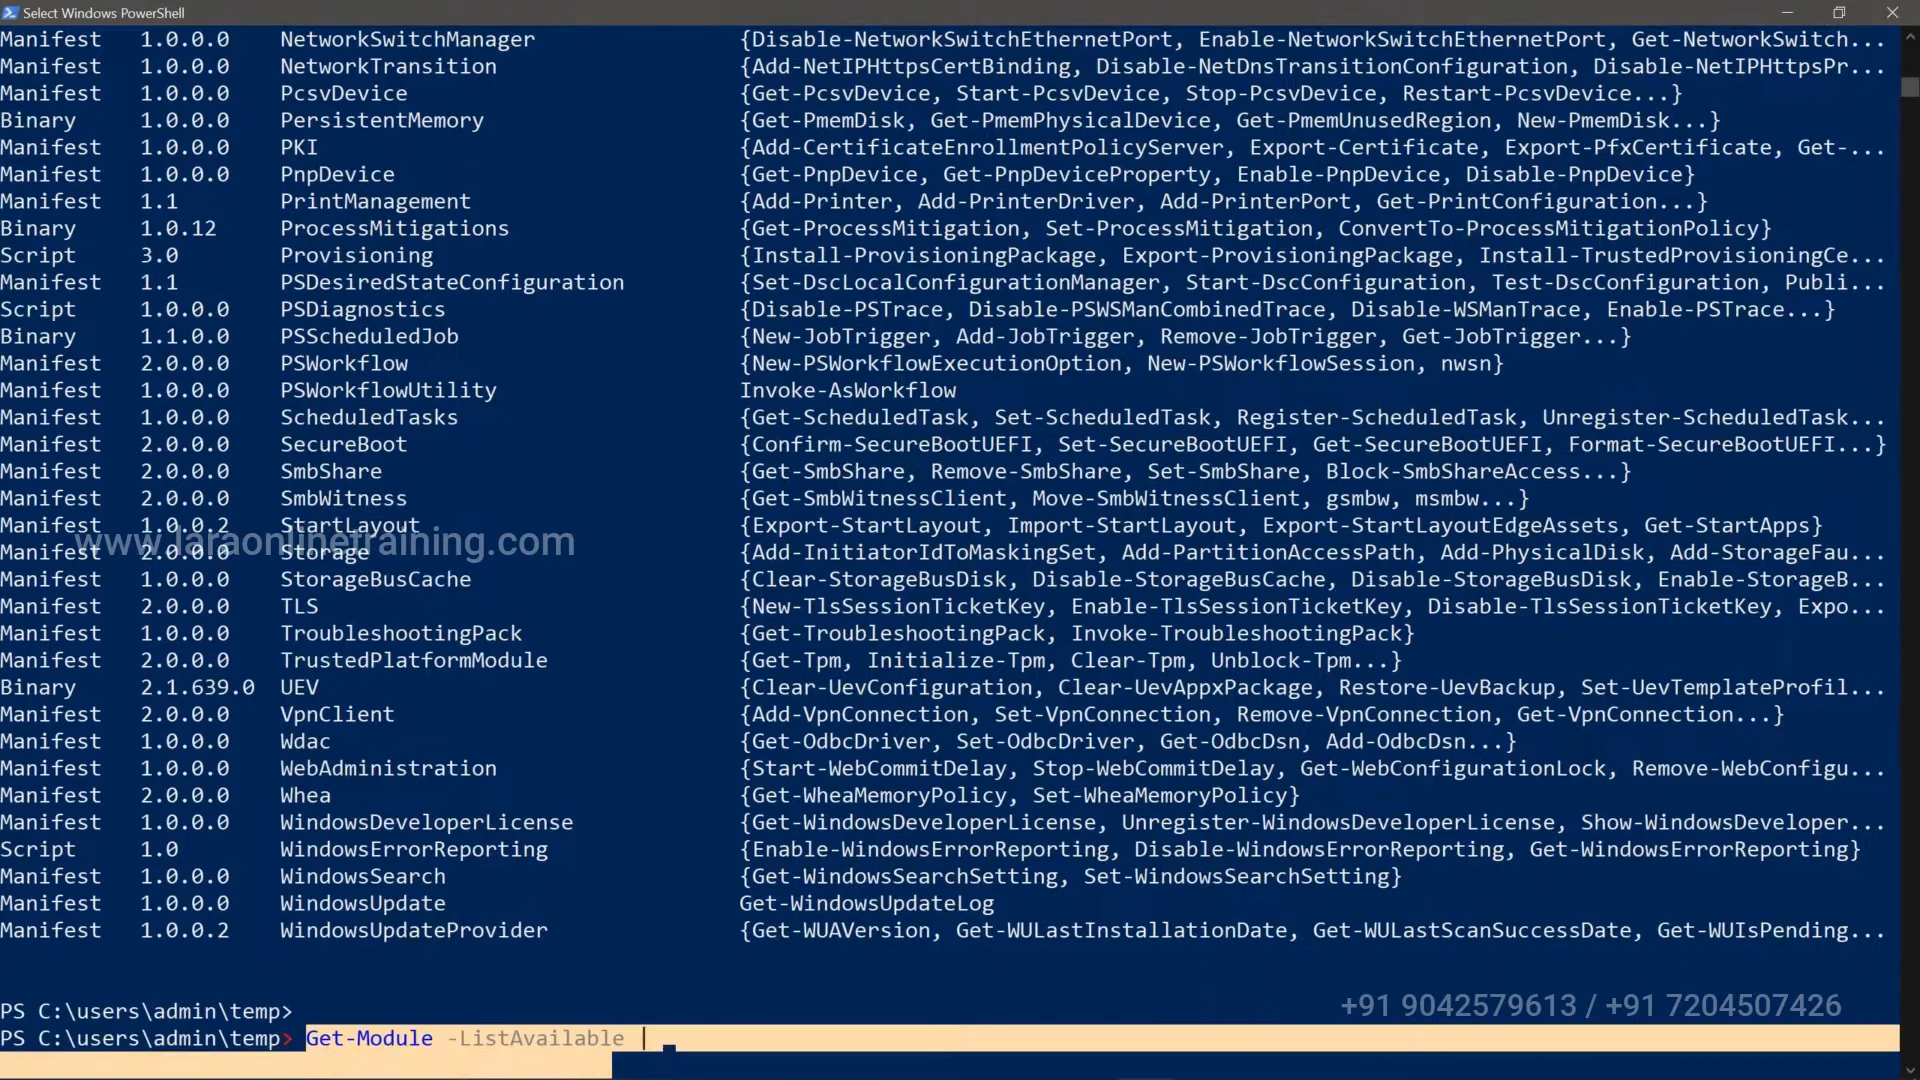 Select Windows PowerShell
Manifest 1.0.0.0 NetworkSwitchManager {Disable-NetworkSwitchEthernetPort, Enable-NetworkSwitchEthernetPort, Get-NetworkSwitch...
Manifest 1.0.0.0 NetworkTransition {Add-NetIPHttpsCertBinding, Disable-NetDnsTransitionConfiguration, Disable-NetIPHttpsPr...
Manifest 1.0.0.0 PcsvDevice {Get-PcsvDevice, Start-PcsvDevice, Stop-PcsvDevice, Restart-PcsvDevice...}
Binary 1.0.0.0 PersistentMemory {Get-PmemDisk, Get-PmemPhysicalDevice, Get-PmemUnusedRegion, New-PmemDisk...}
Manifest 1.0.0.0 PKI {Add-CertificateEnrollmentPolicyServer, Export-Certificate, Export-PfxCertificate, Get-...
Manifest 1.0.0.0 PnpDevice {Get-PnpDevice, Get-PnpDeviceProperty, Enable-PnpDevice, Disable-PnpDevice}
Manifest 1.1 PrintManagement {Add-Printer, Add-PrinterDriver, Add-PrinterPort, Get-PrintConfiguration...}
Binary 1.0.12 ProcessMitigations {Get-ProcessMitigation, Set-ProcessMitigation, ConvertTo-ProcessMitigationPolicy}
Script 3.0 Provisioning {Install-ProvisioningPackage, Export-ProvisioningPackage, Install-TrustedProvisioningCe...
Manifest 1.1 PSDesiredStateConfiguration {Set-DscLocalConfigurationManager, Start-DscConfiguration, Test-DscConfiguration, Publi...
Script 1.0.0.0 PSDiagnostics {Disable-PSTrace, Disable-PSWSManCombinedTrace, Disable-WSManTrace, Enable-PSTrace...}
Binary 1.1.0.0 PSScheduledJob {New-JobTrigger, Add-JobTrigger, Remove-JobTrigger, Get-JobTrigger...}
Manifest 2.0.0.0 PSWorkflow {New-PSWorkflowExecutionOption, New-PSWorkflowSession, nwsn}
Manifest 1.0.0.0 PSWorkflowUtility Invoke-AsWorkflow
Manifest 1.0.0.0 ScheduledTasks {Get-ScheduledTask, Set-ScheduledTask, Register-ScheduledTask, Unregister-ScheduledTask...
Manifest 2.0.0.0 SecureBoot {Confirm-SecureBootUEFI, Set-SecureBootUEFI, Get-SecureBootUEFI, Format-SecureBootUEFI...}
Manifest 2.0.0.0 SmbShare {Get-SmbShare, Remove-SmbShare, Set-SmbShare, Block-SmbShareAccess...}
Manifest 2.0.0.0 SmbWitness {Get-SmbWitnessClient, Move-SmbWitnessClient, gsmbw, msmbw...}
Manifest 1.0.0.2 StartLayout {Export-StartLayout, Import-StartLayout, Export-StartLayoutEdgeAssets, Get-StartApps}
www.laraonlinetraining.com
Manifest 2.0.0.0 Storage {Add-InitiatorIdToMaskingSet, Add-PartitionAccessPath, Add-PhysicalDisk, Add-StorageFau...
Manifest 1.0.0.0 StorageBusCache {Clear-StorageBusDisk, Disable-StorageBusCache, Disable-StorageBusDisk, Enable-StorageB...
Manifest 2.0.0.0 TLS {New-TlsSessionTicketKey, Enable-TlsSessionTicketKey, Disable-TlsSessionTicketKey, Expo...
Manifest 1.0.0.0 TroubleshootingPack {Get-TroubleshootingPack, Invoke-TroubleshootingPack}
Manifest 2.0.0.0 TrustedPlatformModule {Get-Tpm, Initialize-Tpm, Clear-Tpm, Unblock-Tpm...}
Binary 2.1.639.0 UEV {Clear-UevConfiguration, Clear-UevAppxPackage, Restore-UevBackup, Set-UevTemplateProfil...
Manifest 2.0.0.0 VpnClient {Add-VpnConnection, Set-VpnConnection, Remove-VpnConnection, Get-VpnConnection...}
Manifest 1.0.0.0 Wdac {Get-OdbcDriver, Set-OdbcDriver, Get-OdbcDsn, Add-OdbcDsn...}
Manifest 1.0.0.0 WebAdministration {Start-WebCommitDelay, Stop-WebCommitDelay, Get-WebConfigurationLock, Remove-WebConfigu...
Manifest 2.0.0.0 Whea {Get-WheaMemoryPolicy, Set-WheaMemoryPolicy}
Manifest 1.0.0.0 WindowsDeveloperLicense {Get-WindowsDeveloperLicense, Unregister-WindowsDeveloperLicense, Show-WindowsDeveloper...
Script 1.0 WindowsErrorReporting {Enable-WindowsErrorReporting, Disable-WindowsErrorReporting, Get-WindowsErrorReporting}
Manifest 1.0.0.0 WindowsSearch {Get-WindowsSearchSetting, Set-WindowsSearchSetting}
Manifest 1.0.0.0 WindowsUpdate Get-WindowsUpdateLog
Manifest 1.0.0.2 WindowsUpdateProvider {Get-WUAVersion, Get-WULastInstallationDate, Get-WULastScanSuccessDate, Get-WUIsPending...
PS C:\users\admin\temp>
+91 9042579613 / +91 7204507426
PS C:\users\admin\temp> Get-Module -ListAvailable |